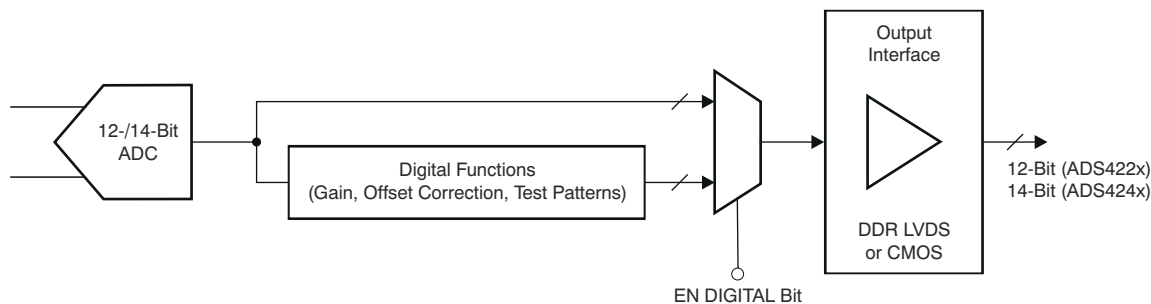 12-/14-Bit
ADC
Digital Functions
(Gain, Offset Correction, Test Patterns)
EN DIGITAL Bit
Output
Interface
DDR LVDS
or CMOS
12-Bit (ADS422x)
14-Bit (ADS424x)